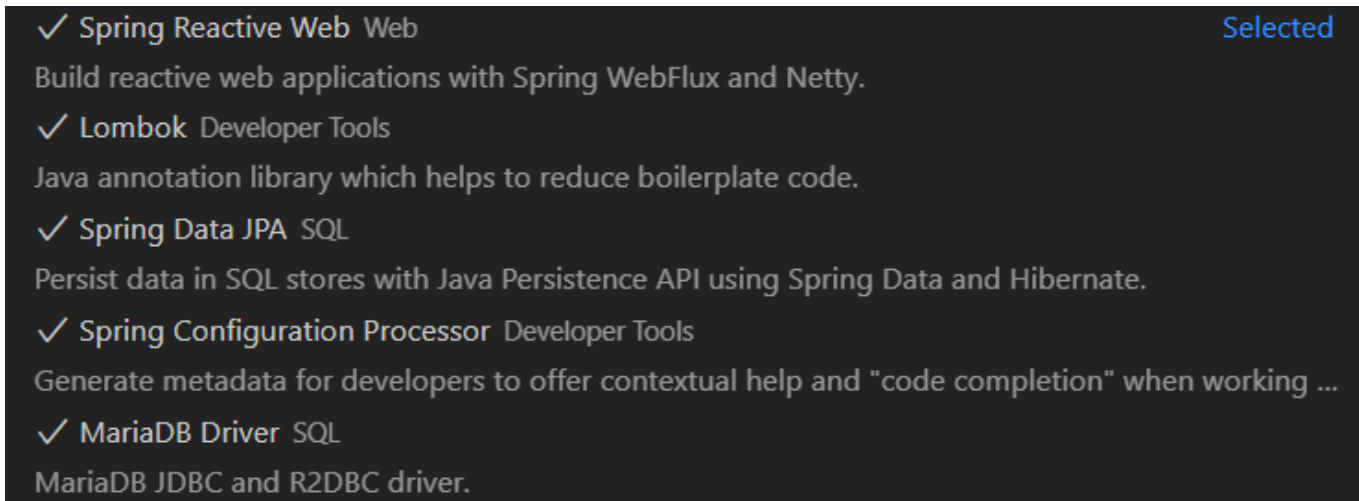 ✓ Spring Reactive Web Web Selected
Build reactive web applications with Spring WebFlux and Netty.
✓ Lombok Developer Tools
Java annotation library which helps to reduce boilerplate code.
✓ Spring Data JPA SQL
Persist data in SQL stores with Java Persistence API using Spring Data and Hibernate.
✓ Spring Configuration Processor Developer Tools
Generate metadata for developers to offer contextual help and "code completion" when working ...
✓ MariaDB Driver SQL
MariaDB JDBC and R2DBC driver.